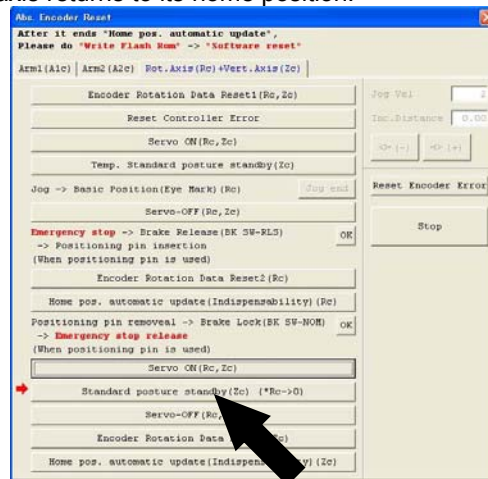 axis returns to its home position.
Abs. Encoder Reset
After it ends "Home pos. automatic update",
Please do "Write Flash Rom" -> "Software reset"
Arm1(A1c) Arm2(A2c) Rot.Axis(Rc)+Vert.Axis(Zc)
Encoder Rotation Data Reset1(Rc,Zc)
Reset Controller Error
Servo ON(Rc,Zc)
Temp. Standard posture standby(Zc)
Jog -> Basic Position(Eye Mark)(Rc) Jog end
Servo-OFF(Rc,Zc)
Emergency stop -> Brake Release(BK SW-RLS) OK
-> Positioning pin insertion
(When positioning pin is used)
Encoder Rotation Data Reset2(Rc)
Home pos. automatic update(Indispensability)(Rc)
Positioning pin removeal -> Brake Lock(BK SW-NOM) OK
-> Emergency stop release
(When positioning pin is used)
Servo ON(Rc,Zc)
Standard posture standby(Zc) (*Rc->0)
Servo-OFF(Rc,
Encoder Rotation Data
Home pos. automatic update(Indispens y)(Zc)
Jog Vel 2
Inc.Distance 0.00
(-) (+)
Reset Encoder Error
Stop